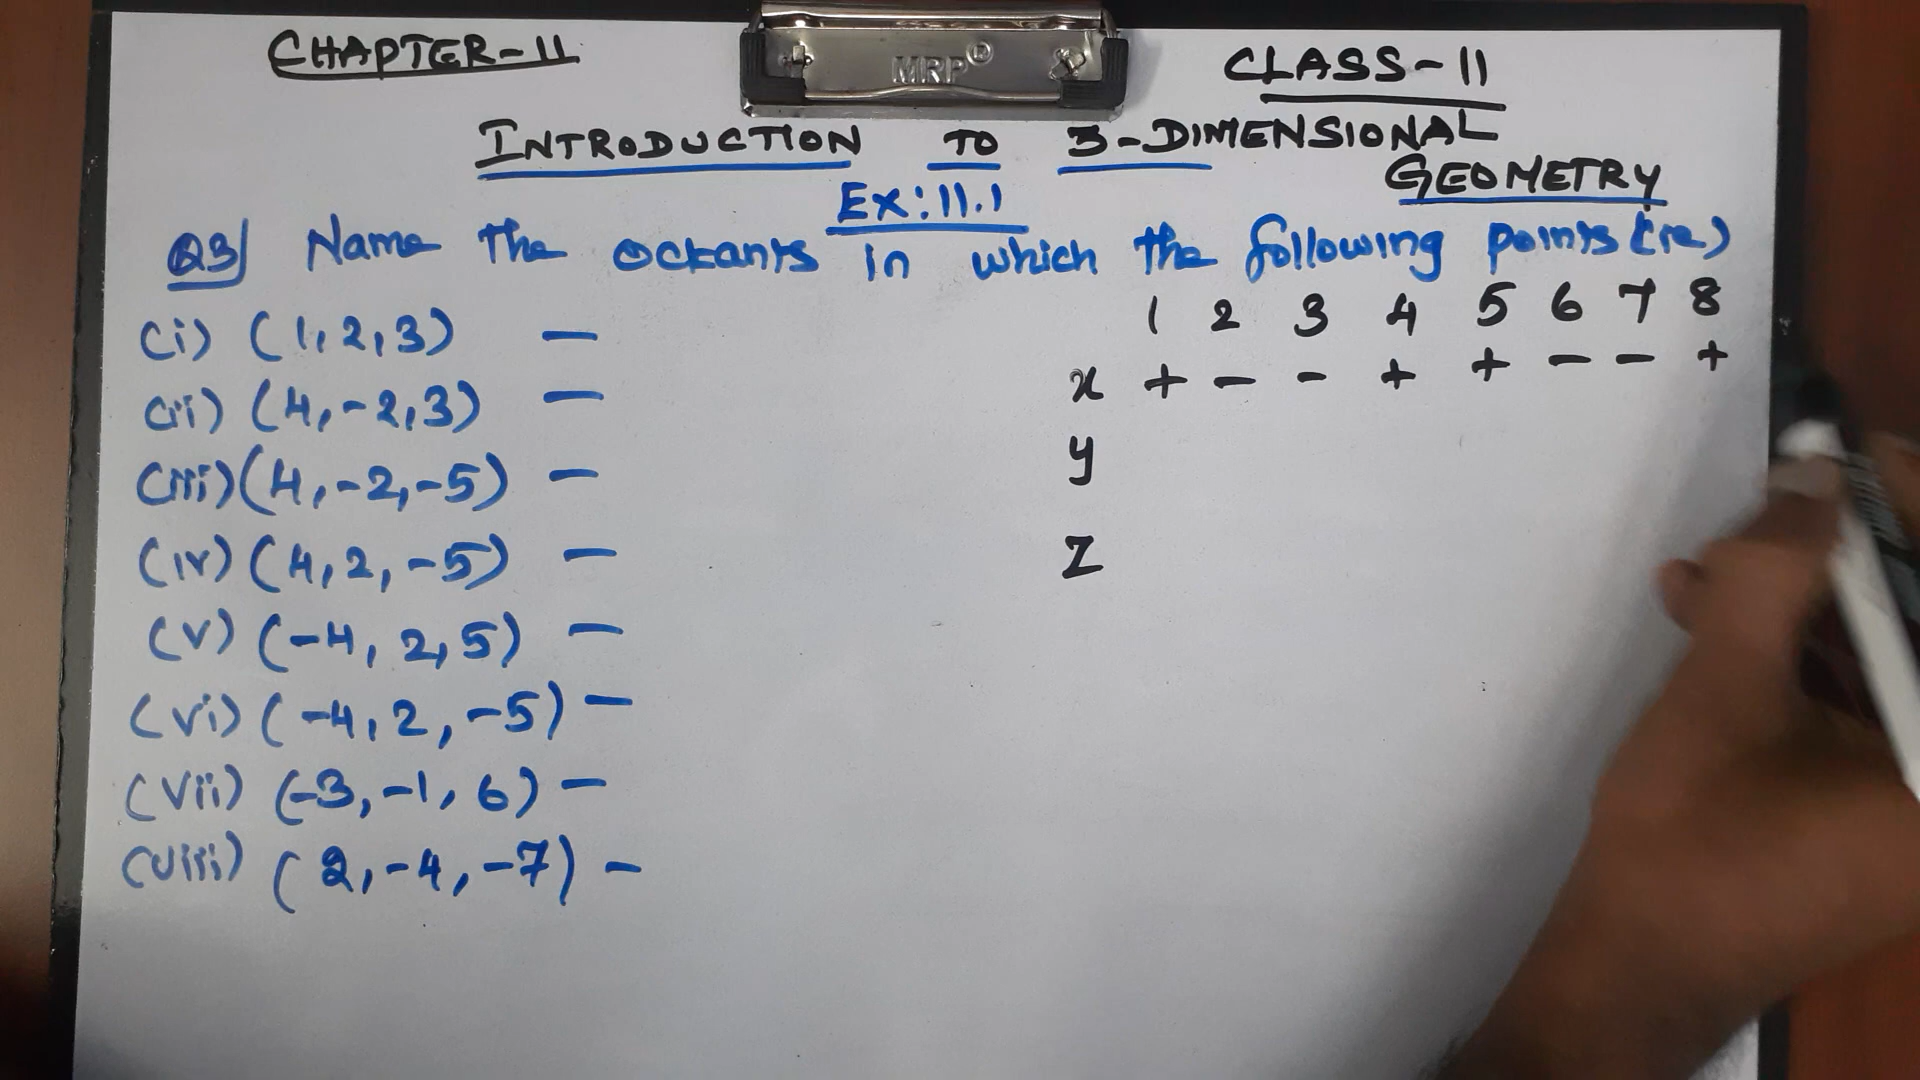 CHAPTER-11
MRP®
CLASS-11
INTRODUCTION TO 3-DIMENSIONAL
GEOMETRY
Ex:11.1
Q3) Name the octants in which the following points (ie)
1 2 3 4 5 6 7 8
x + - - + + - - +
y
z
(i) (1,2,3) -
(ii) (4,-2,3) -
(iii) (4,-2,-5) -
(iv) (4,2,-5) -
(v) (-4,2,5) -
(vi) (-4,2,-5) -
(vii) (-3,-1,6) -
(viii) (2,-4,-7) -